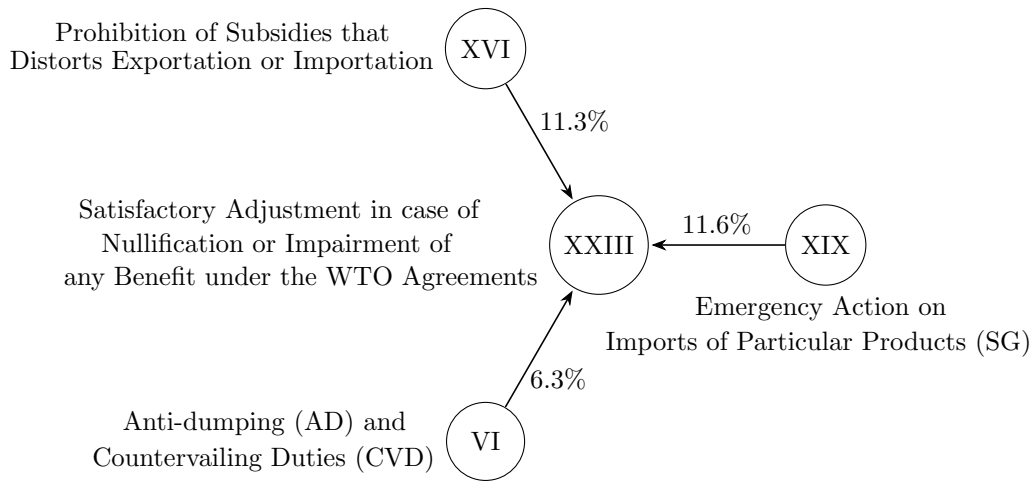 Prohibition of Subsidies that
Distorts Exportation or Importation
XVI
11.3%
Satisfactory Adjustment in case of
Nullification or Impairment of
any Benefit under the WTO Agreements
XXIII
11.6%
XIX
Emergency Action on
Imports of Particular Products (SG)
6.3%
Anti-dumping (AD) and
Countervailing Duties (CVD)
VI